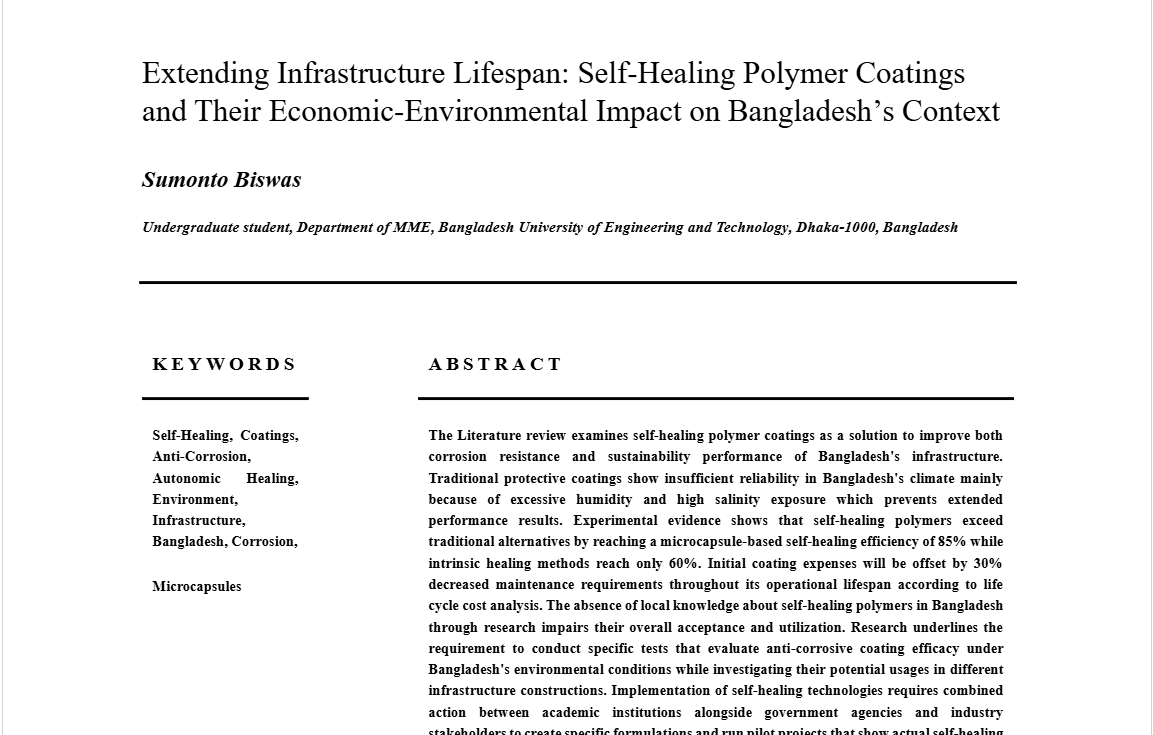 Extending Infrastructure Lifespan: Self-Healing Polymer Coatings
and Their Economic-Environmental Impact on Bangladesh’s Context
Sumonto Biswas
Undergraduate student, Department of MME, Bangladesh University of Engineering and Technology, Dhaka-1000, Bangladesh
KEYWORDS
Self-Healing, Coatings,
Anti-Corrosion,
Autonomic Healing,
Environment,
Infrastructure,
Bangladesh, Corrosion,
Microcapsules
ABSTRACT
The Literature review examines self-healing polymer coatings as a solution to improve both
corrosion resistance and sustainability performance of Bangladesh's infrastructure.
Traditional protective coatings show insufficient reliability in Bangladesh's climate mainly
because of excessive humidity and high salinity exposure which prevents extended
performance results. Experimental evidence shows that self-healing polymers exceed
traditional alternatives by reaching a microcapsule-based self-healing efficiency of 85% while
intrinsic healing methods reach only 60%. Initial coating expenses will be offset by 30%
decreased maintenance requirements throughout its operational lifespan according to life
cycle cost analysis. The absence of local knowledge about self-healing polymers in Bangladesh
through research impairs their overall acceptance and utilization. Research underlines the
requirement to conduct specific tests that evaluate anti-corrosive coating efficacy under
Bangladesh's environmental conditions while investigating their potential usages in different
infrastructure constructions. Implementation of self-healing technologies requires combined
action between academic institutions alongside government agencies and industry
stakeholders to create specific formulations and run pilot projects that show actual self-healing